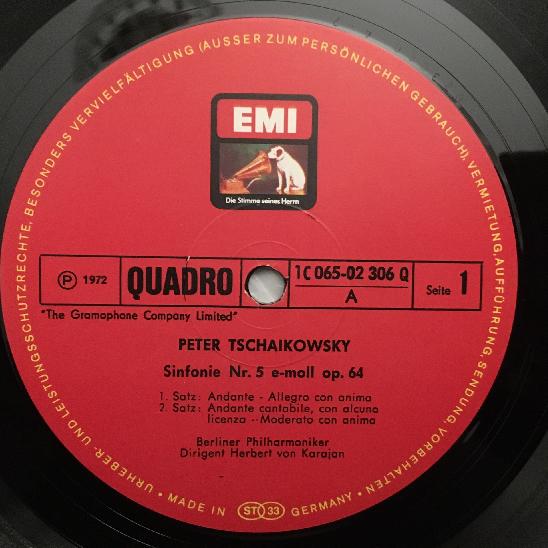 EMI
Die Stimme seines Herrn
Ⓟ 1972
QUADRO
1C 065-02 306 Q
A
Seite 1
"The Gramophone Company Limited"
PETER TSCHAIKOWSKY
Sinfonie Nr. 5 e-moll op. 64
1. Satz: Andante - Allegro con anima
2. Satz: Andante cantabile, con alcuna
licenza - Moderato con anima
Berliner Philharmoniker
Dirigent Herbert von Karajan
URHEBER- UND LEISTUNGSSCHUTZRECHTE, BESONDERS VERVIELFÄLTIGUNG (AUSSER ZUM PERSÖNLICHEN GEBRAUCH), VERMIETUNG, AUFFÜHRUNG, SENDUNG, VORBEHALTEN
• MADE IN GERMANY •
ST 33